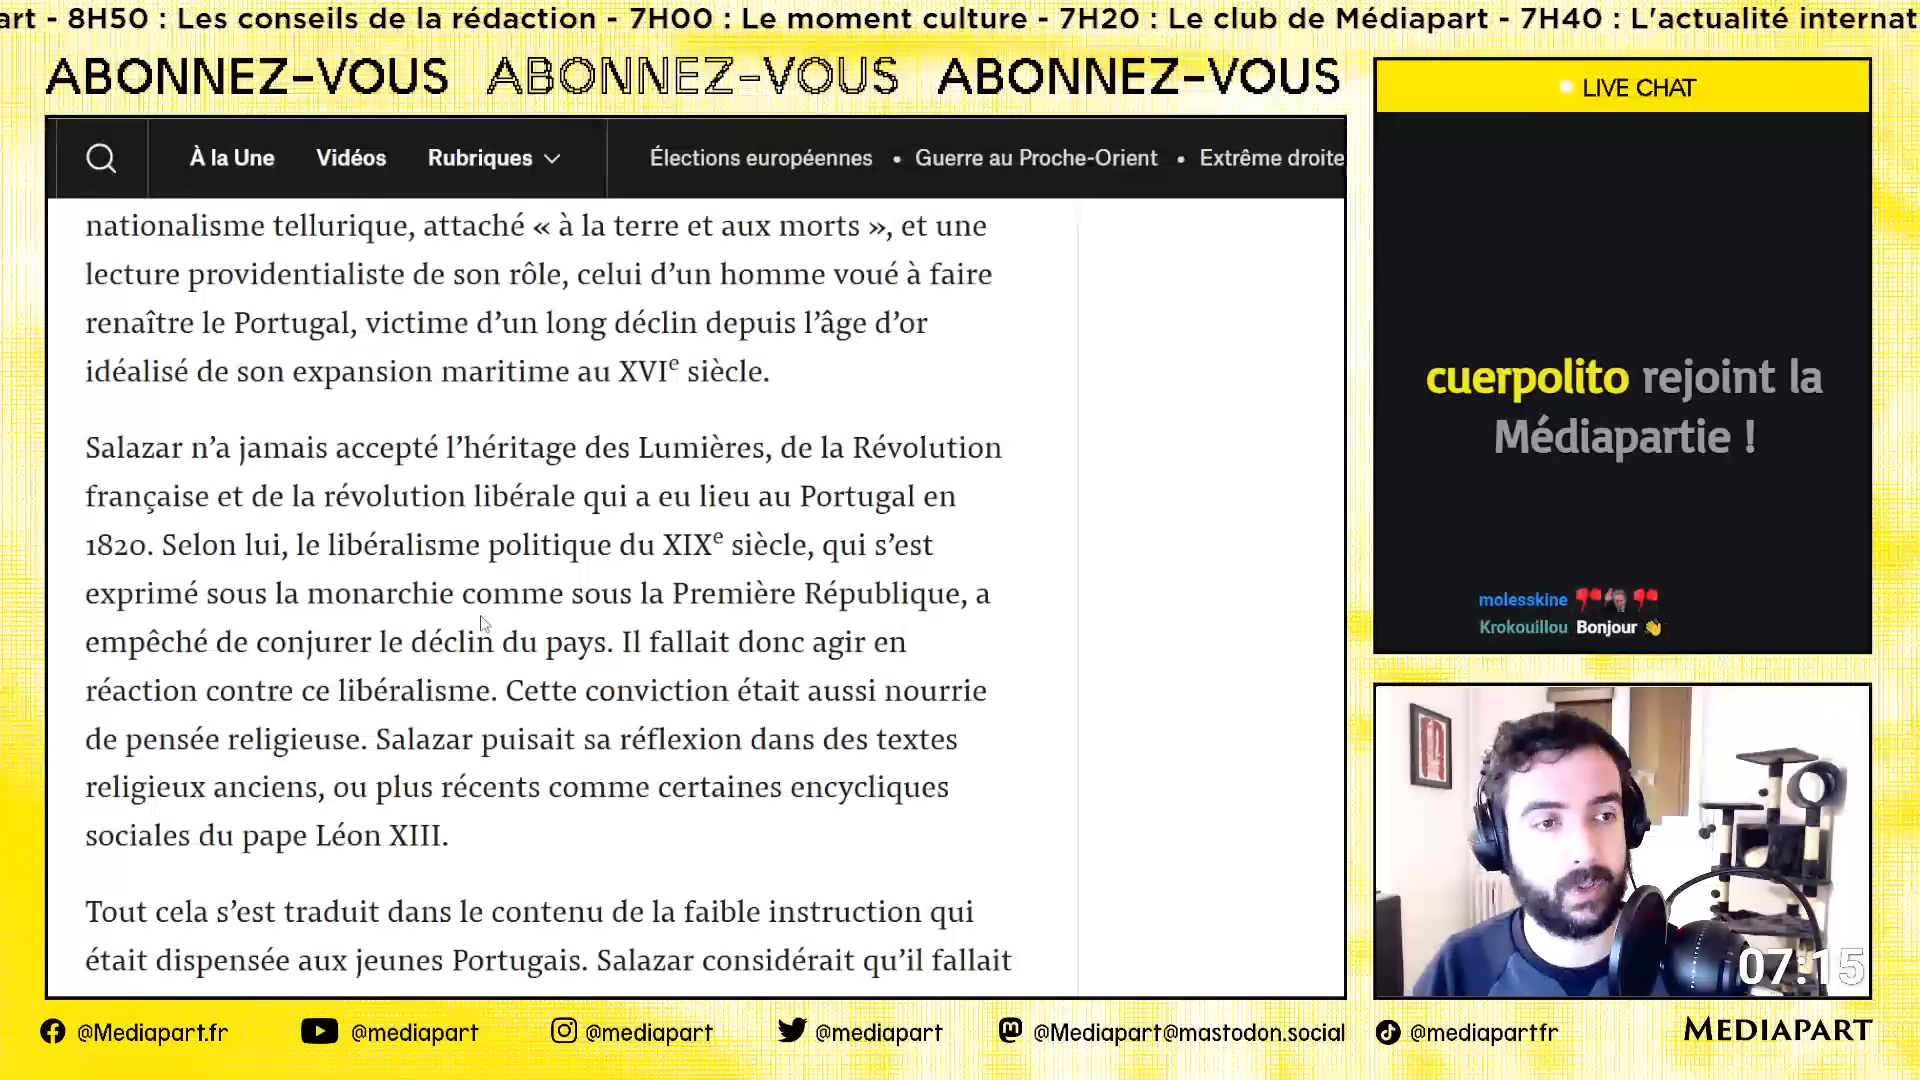 art - 8H50 : Les conseils de la rédaction - 7H00 : Le moment culture - 7H20 : Le club de Médiapart - 7H40 : L'actualité internat
ABONNEZ-VOUS ABONNEZ-VOUS ABONNEZ-VOUS
À la Une Vidéos Rubriques Élections européennes • Guerre au Proche-Orient • Extrême droite
nationalisme tellurique, attaché « à la terre et aux morts », et une
lecture providentialiste de son rôle, celui d’un homme voué à faire
renaître le Portugal, victime d’un long déclin depuis l’âge d’or
idéalisé de son expansion maritime au XVIe siècle.
Salazar n’a jamais accepté l’héritage des Lumières, de la Révolution
française et de la révolution libérale qui a eu lieu au Portugal en
1820. Selon lui, le libéralisme politique du XIXe siècle, qui s’est
exprimé sous la monarchie comme sous la Première République, a
empêché de conjurer le déclin du pays. Il fallait donc agir en
réaction contre ce libéralisme. Cette conviction était aussi nourrie
de pensée religieuse. Salazar puisait sa réflexion dans des textes
religieux anciens, ou plus récents comme certaines encycliques
sociales du pape Léon XIII.
Tout cela s’est traduit dans le contenu de la faible instruction qui
était dispensée aux jeunes Portugais. Salazar considérait qu’il fallait
LIVE CHAT
cuerpolito rejoint la
Médiapartie !
molesskine
Krokouillou Bonjour 👋
07:15
@Mediapart.fr @mediapart @mediapart @mediapart @Mediapart@mastodon.social @mediapartfr MEDIAPART